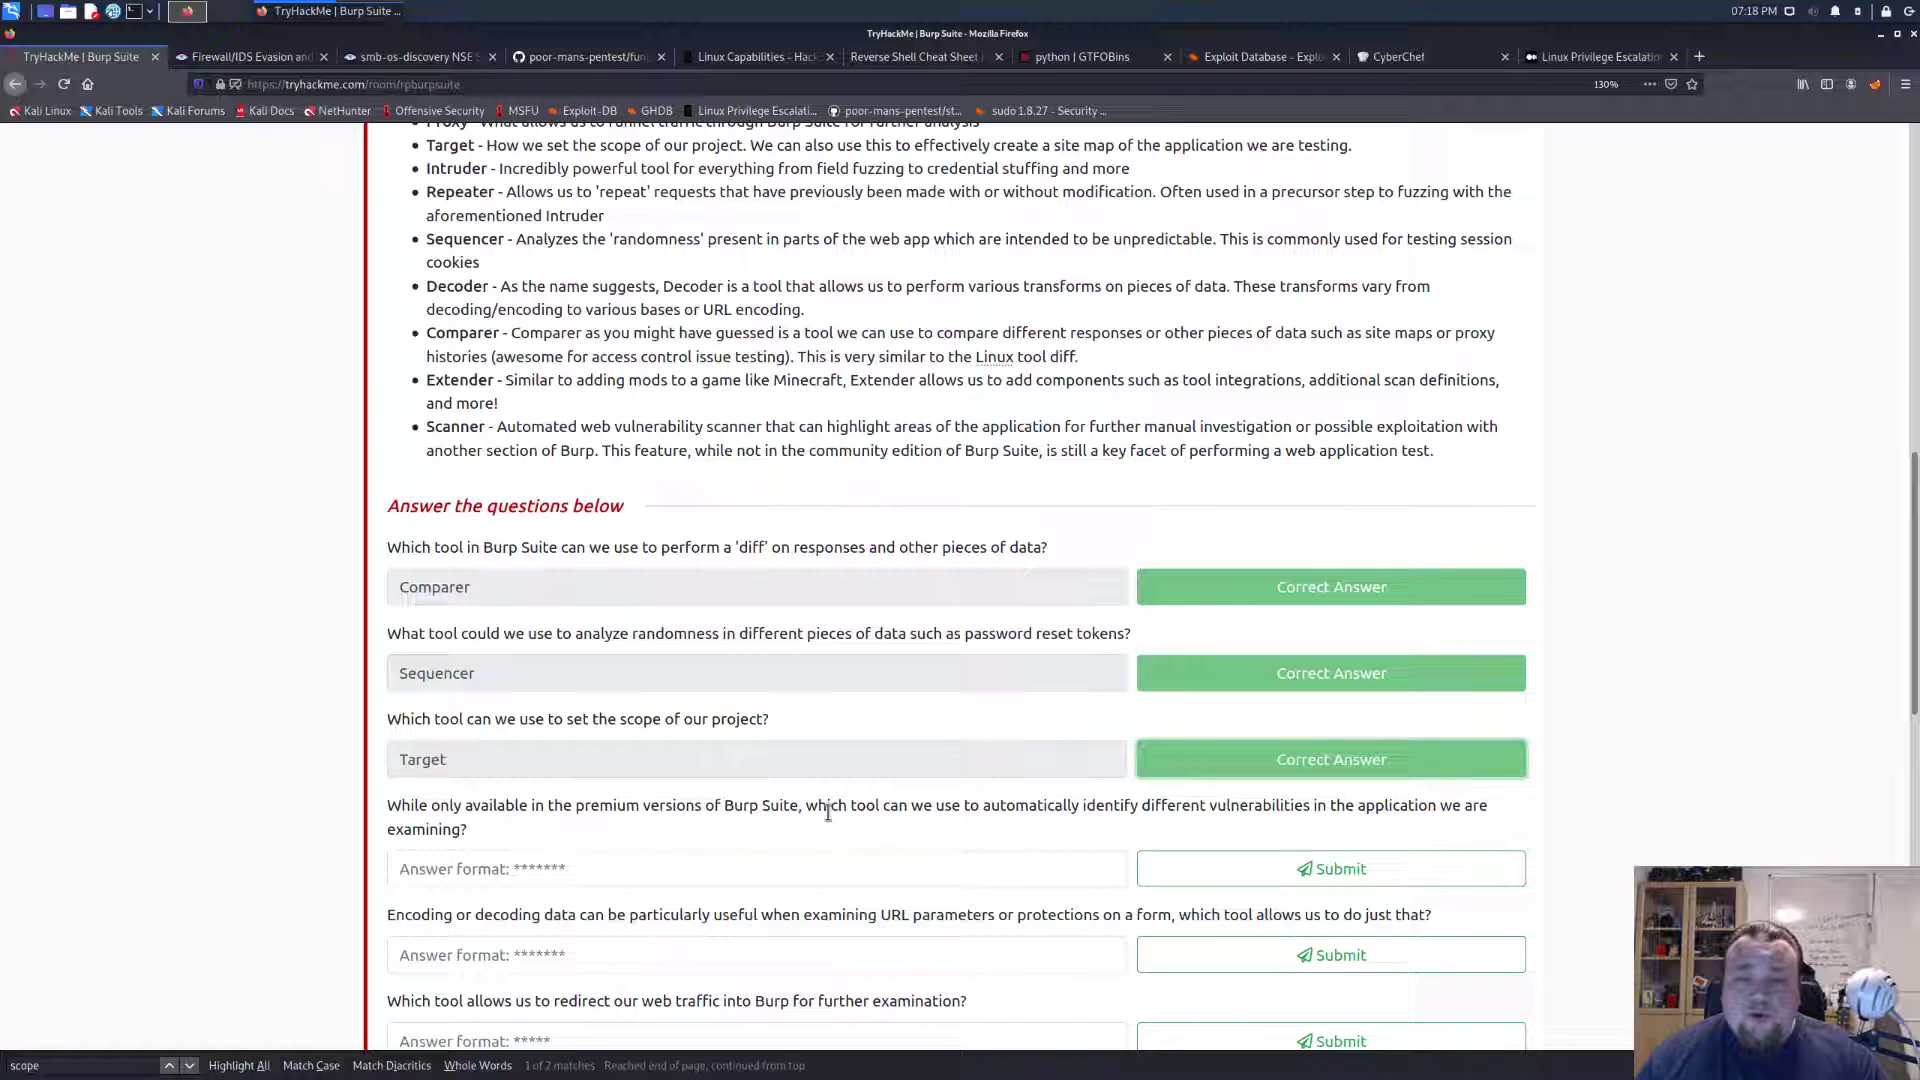 TryHackMe | Burp Suite ...
07:18 PM
TryHackMe | Burp Suite - Mozilla Firefox
TryHackMe | Burp Suite
Firewall/IDS Evasion and
smb-os-discovery NSE S
poor-mans-pentest/fun
Linux Capabilities - Hack
Reverse Shell Cheat Sheet
python | GTFOBins
Exploit Database - Explo
CyberChef
Linux Privilege Escalatio
https://tryhackme.com/room/rpburpsuite
130%
Kali Linux
Kali Tools
Kali Forums
Kali Docs
NetHunter
Offensive Security
MSFU
Exploit-DB
GHDB
Linux Privilege Escalati...
poor-mans-pentest/st...
sudo 1.8.27 - Security ...
Proxy - What allows us to funnel traffic through Burp Suite for further analysis
Target - How we set the scope of our project. We can also use this to effectively create a site map of the application we are testing.
Intruder - Incredibly powerful tool for everything from field fuzzing to credential stuffing and more
Repeater - Allows us to 'repeat' requests that have previously been made with or without modification. Often used in a precursor step to fuzzing with the
aforementioned Intruder
Sequencer - Analyzes the 'randomness' present in parts of the web app which are intended to be unpredictable. This is commonly used for testing session
cookies
Decoder - As the name suggests, Decoder is a tool that allows us to perform various transforms on pieces of data. These transforms vary from
decoding/encoding to various bases or URL encoding.
Comparer - Comparer as you might have guessed is a tool we can use to compare different responses or other pieces of data such as site maps or proxy
histories (awesome for access control issue testing). This is very similar to the Linux tool diff.
Extender - Similar to adding mods to a game like Minecraft, Extender allows us to add components such as tool integrations, additional scan definitions,
and more!
Scanner - Automated web vulnerability scanner that can highlight areas of the application for further manual investigation or possible exploitation with
another section of Burp. This feature, while not in the community edition of Burp Suite, is still a key facet of performing a web application test.
Answer the questions below
Which tool in Burp Suite can we use to perform a 'diff' on responses and other pieces of data?
Comparer
Correct Answer
What tool could we use to analyze randomness in different pieces of data such as password reset tokens?
Sequencer
Correct Answer
Which tool can we use to set the scope of our project?
Target
Correct Answer
While only available in the premium versions of Burp Suite, which tool can we use to automatically identify different vulnerabilities in the application we are
examining?
Answer format: *******
Submit
Encoding or decoding data can be particularly useful when examining URL parameters or protections on a form, which tool allows us to do just that?
Answer format: *******
Submit
Which tool allows us to redirect our web traffic into Burp for further examination?
Answer format: *****
Submit
scope
Highlight All
Match Case
Match Diacritics
Whole Words
1 of 2 matches
Reached end of page, continued from top